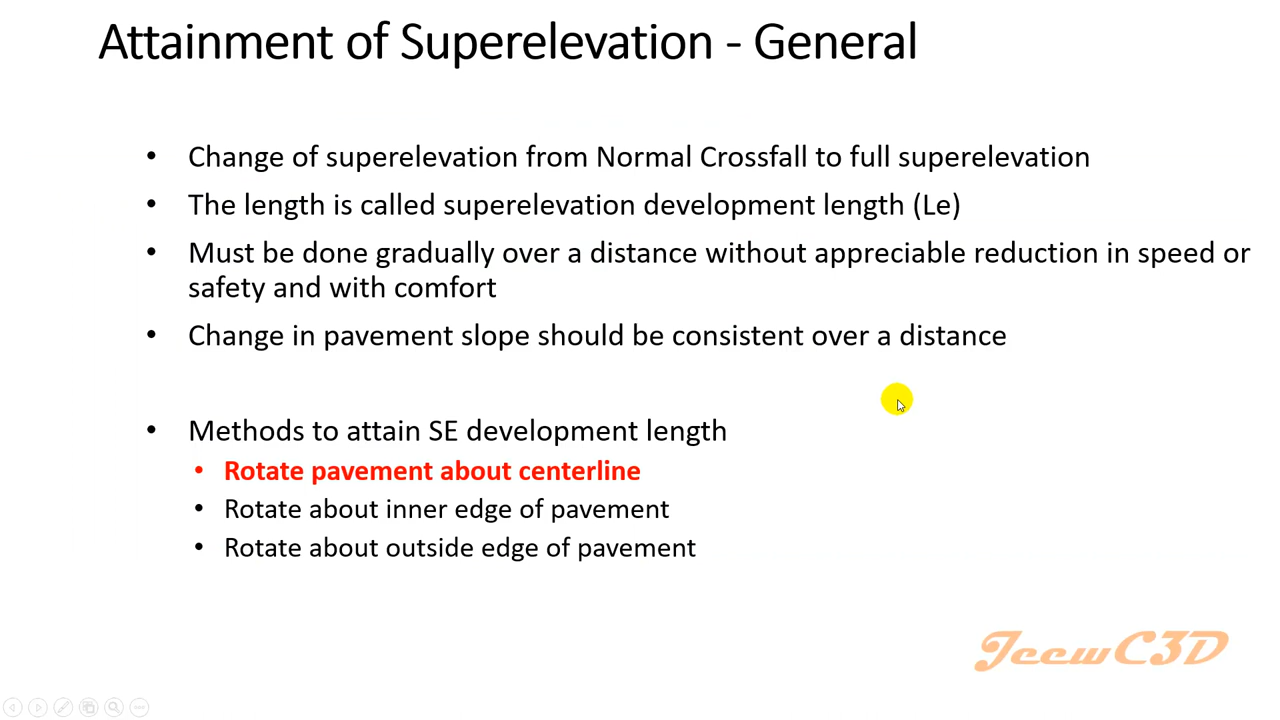 Attainment of Superelevation - General
• Change of superelevation from Normal Crossfall to full superelevation
• The length is called superelevation development length (Le)
• Must be done gradually over a distance without appreciable reduction in speed or
safety and with comfort
• Change in pavement slope should be consistent over a distance
• Methods to attain SE development length
• Rotate pavement about centerline
• Rotate about inner edge of pavement
• Rotate about outside edge of pavement
JeewC3D